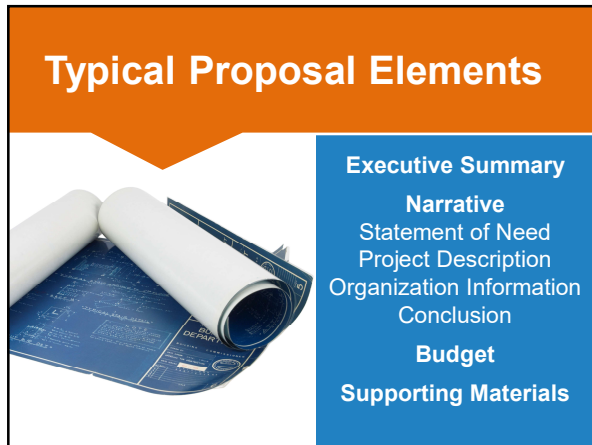 Typical Proposal Elements
Executive Summary
Narrative
Statement of Need
Project Description
Organization Information
Conclusion
Budget
Supporting Materials